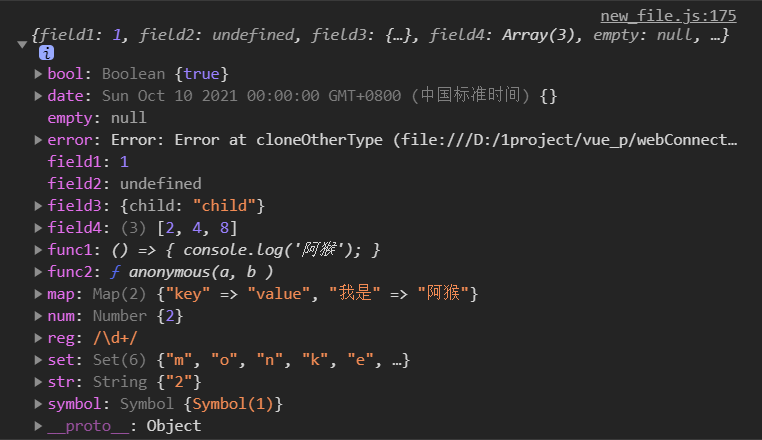 new_file.js:175
{field1: 1, field2: undefined, field3: {…}, field4: Array(3), empty: null, …}
i
bool: Boolean {true}
date: Sun Oct 10 2021 00:00:00 GMT+0800 (中国标准时间) {}
empty: null
error: Error: Error at cloneOtherType (file:///D:/1project/vue_p/webConnect…
field1: 1
field2: undefined
field3: {child: "child"}
field4: (3) [2, 4, 8]
func1: () => { console.log('阿猴'); }
func2: ƒ anonymous(a, b )
map: Map(2) {"key" => "value", "我是" => "阿猴"}
num: Number {2}
reg: /\d+/
set: Set(6) {"m", "o", "n", "k", "e", …}
str: String {"2"}
symbol: Symbol {Symbol(1)}
__proto__: Object